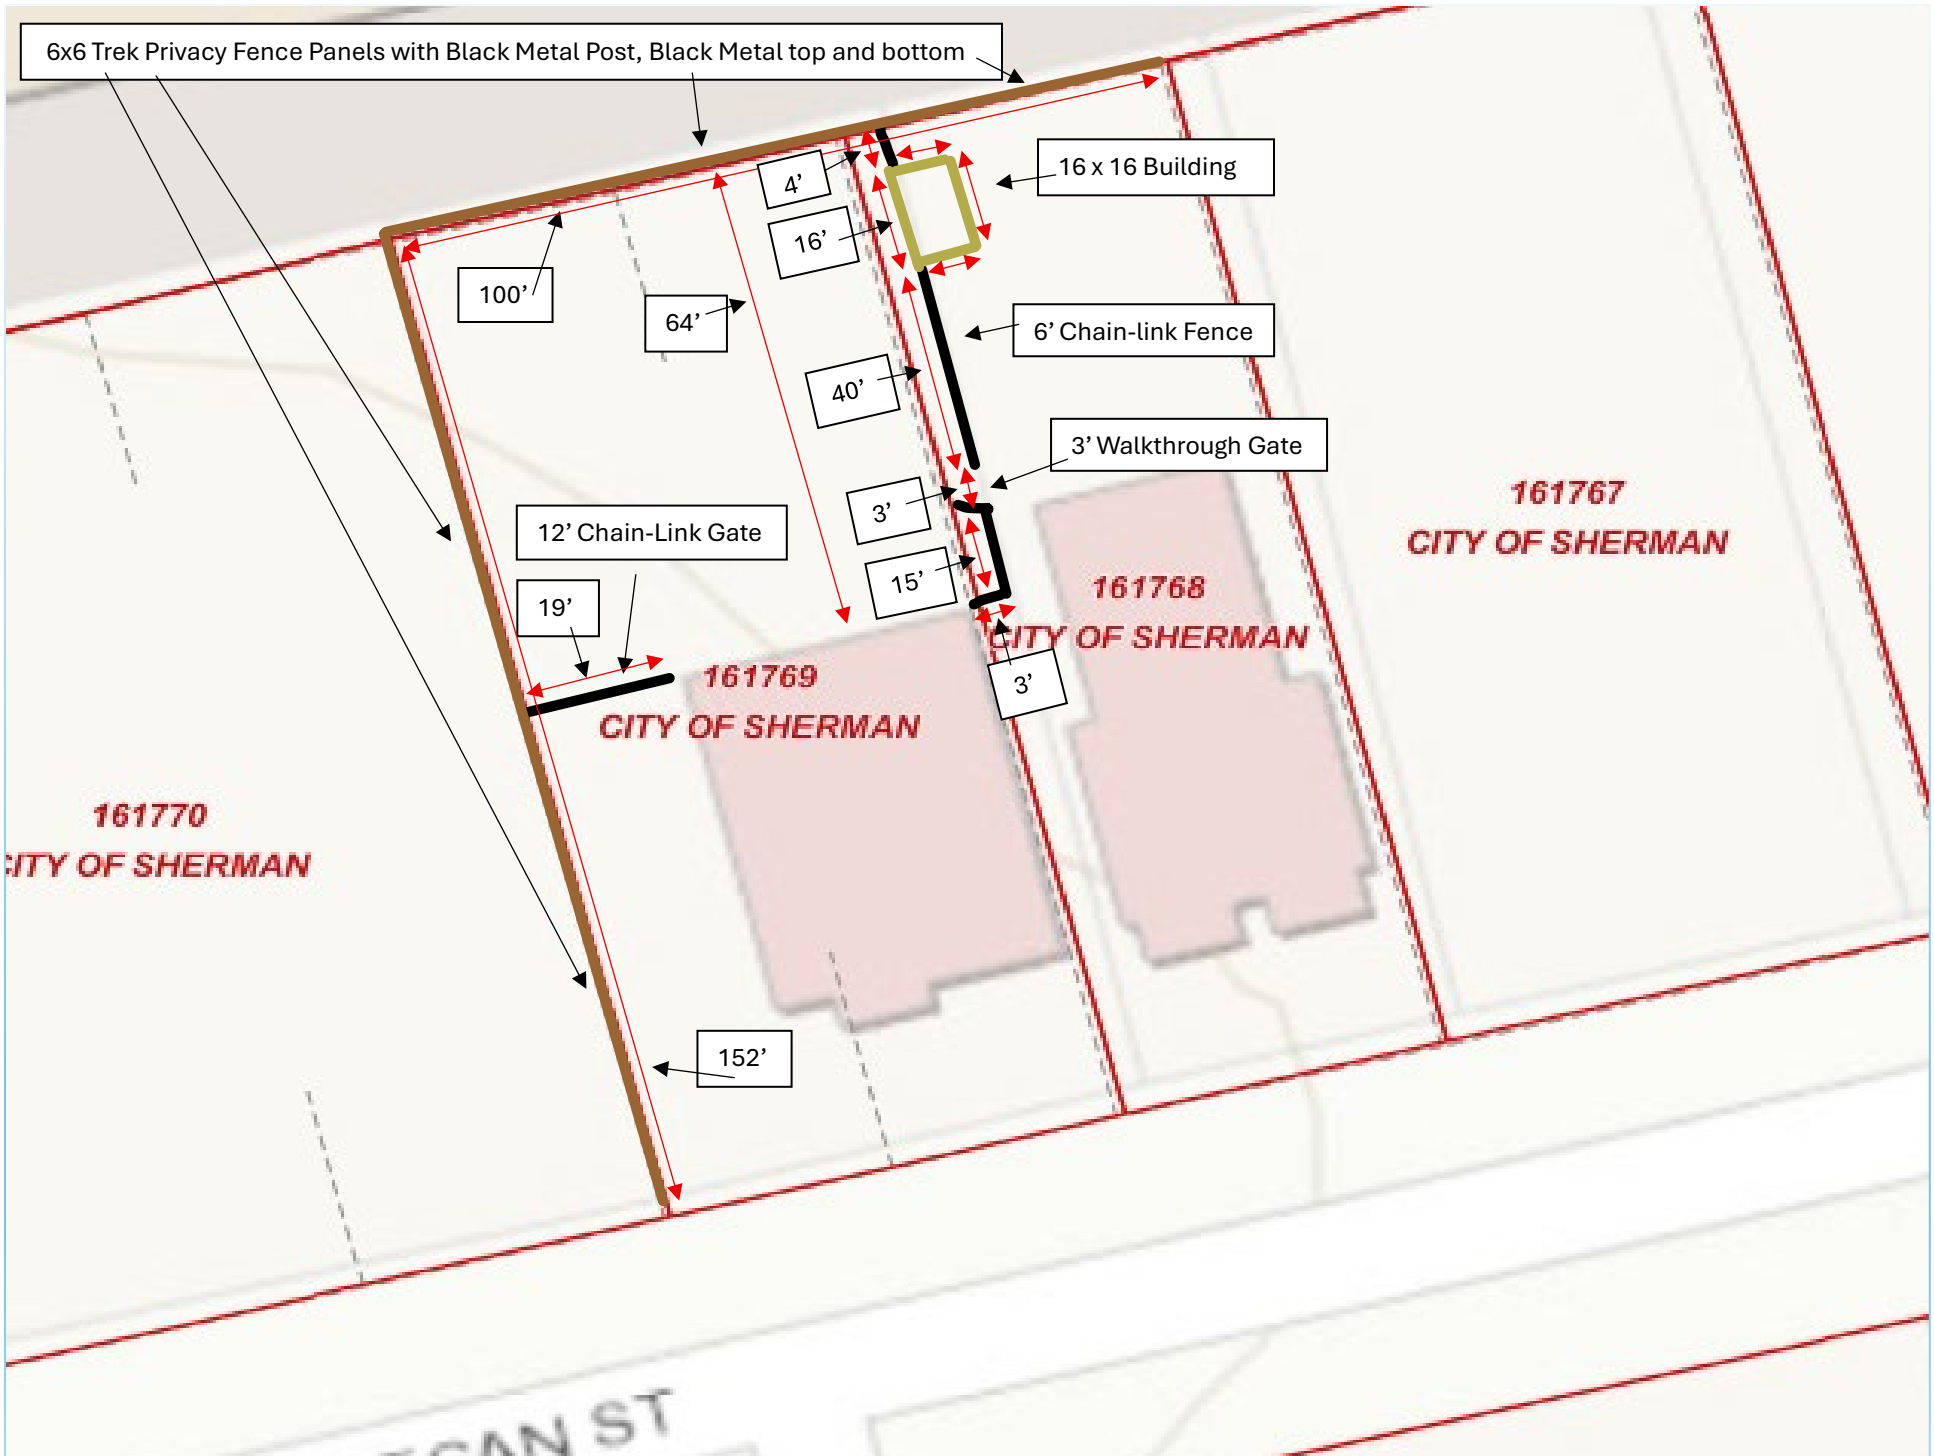 6x6 Trek Privacy Fence Panels with Black Metal Post, Black Metal top and bottom
4’
16 x 16 Building
16’
100’
64’
6’ Chain-link Fence
40’
3’ Walkthrough Gate
3’
12’ Chain-Link Gate
15’
19’
3’
161767
CITY OF SHERMAN
161768
CITY OF SHERMAN
161769
CITY OF SHERMAN
161770
CITY OF SHERMAN
152’
ST